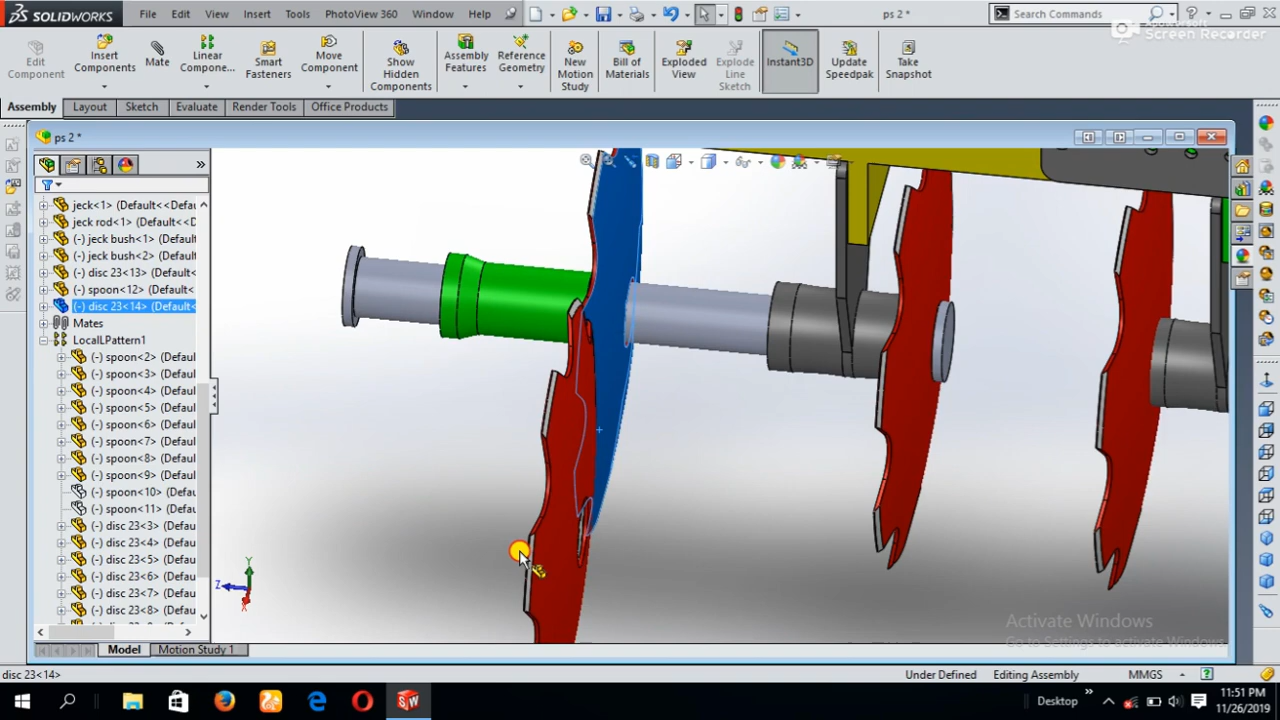 SOLIDWORKS File Edit View Insert Tools PhotoView 360 Window Help ps 2 * Search Commands
Screen Recorder
Edit Component
Insert Components
Mate
Linear Compone...
Smart Fasteners
Move Component
Show Hidden Components
Assembly Features
Reference Geometry
New Motion Study
Bill of Materials
Exploded View
Explode Line Sketch
Instant3D
Update Speedpak
Take Snapshot
Assembly Layout Sketch Evaluate Render Tools Office Products
ps 2 *
jeck<1> (Default<<Defau
jeck rod<1> (Default<<D
(-) jeck bush<1> (Default
(-) jeck bush<2> (Default
(-) disc 23<13> (Default<
(-) spoon<12> (Default<
(-) disc 23<14> (Default<
Mates
LocalLPattern1
(-) spoon<2> (Defaul
(-) spoon<3> (Defaul
(-) spoon<4> (Defaul
(-) spoon<5> (Defaul
(-) spoon<6> (Defaul
(-) spoon<7> (Defaul
(-) spoon<8> (Defaul
(-) spoon<9> (Defaul
(-) spoon<10> (Defau
(-) spoon<11> (Defau
(-) disc 23<3> (Defau
(-) disc 23<4> (Defau
(-) disc 23<5> (Defau
(-) disc 23<6> (Defau
(-) disc 23<7> (Defau
(-) disc 23<8> (Defau
Y
Z
X
Activate Windows
Go to Settings to activate Windows.
Model Motion Study 1
disc 23<14> Under Defined Editing Assembly MMGS
Desktop
11:51 PM
11/26/2019